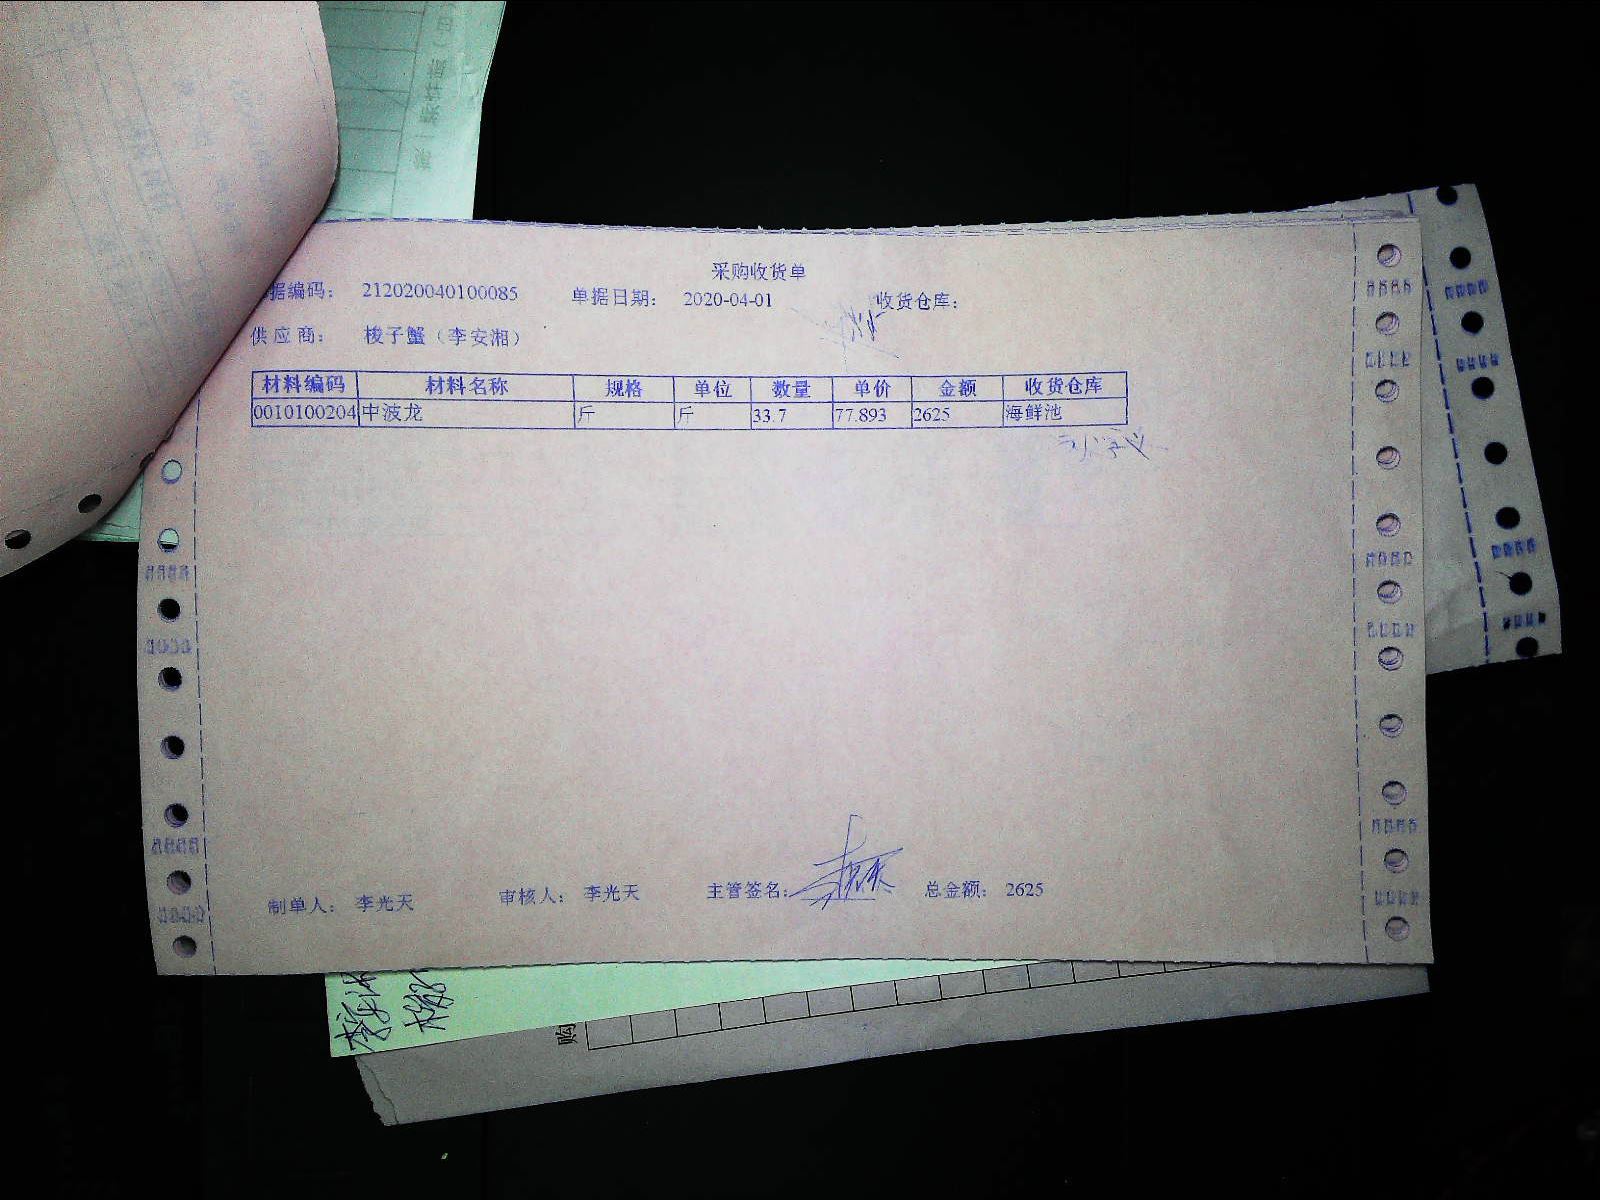 采购收货单
据编码： 212020040100085 单据日期： 2020-04-01 收货仓库：
供应商： 梭子蟹（李安湘）
材料编码 材料名称 规格 单位 数量 单价 金额 收货仓库
0010100204 中波龙 斤 斤 33.7 77.893 2625 海鲜池
制单人： 李光天 审核人： 李光天 主管签名： 总金额： 2625
购